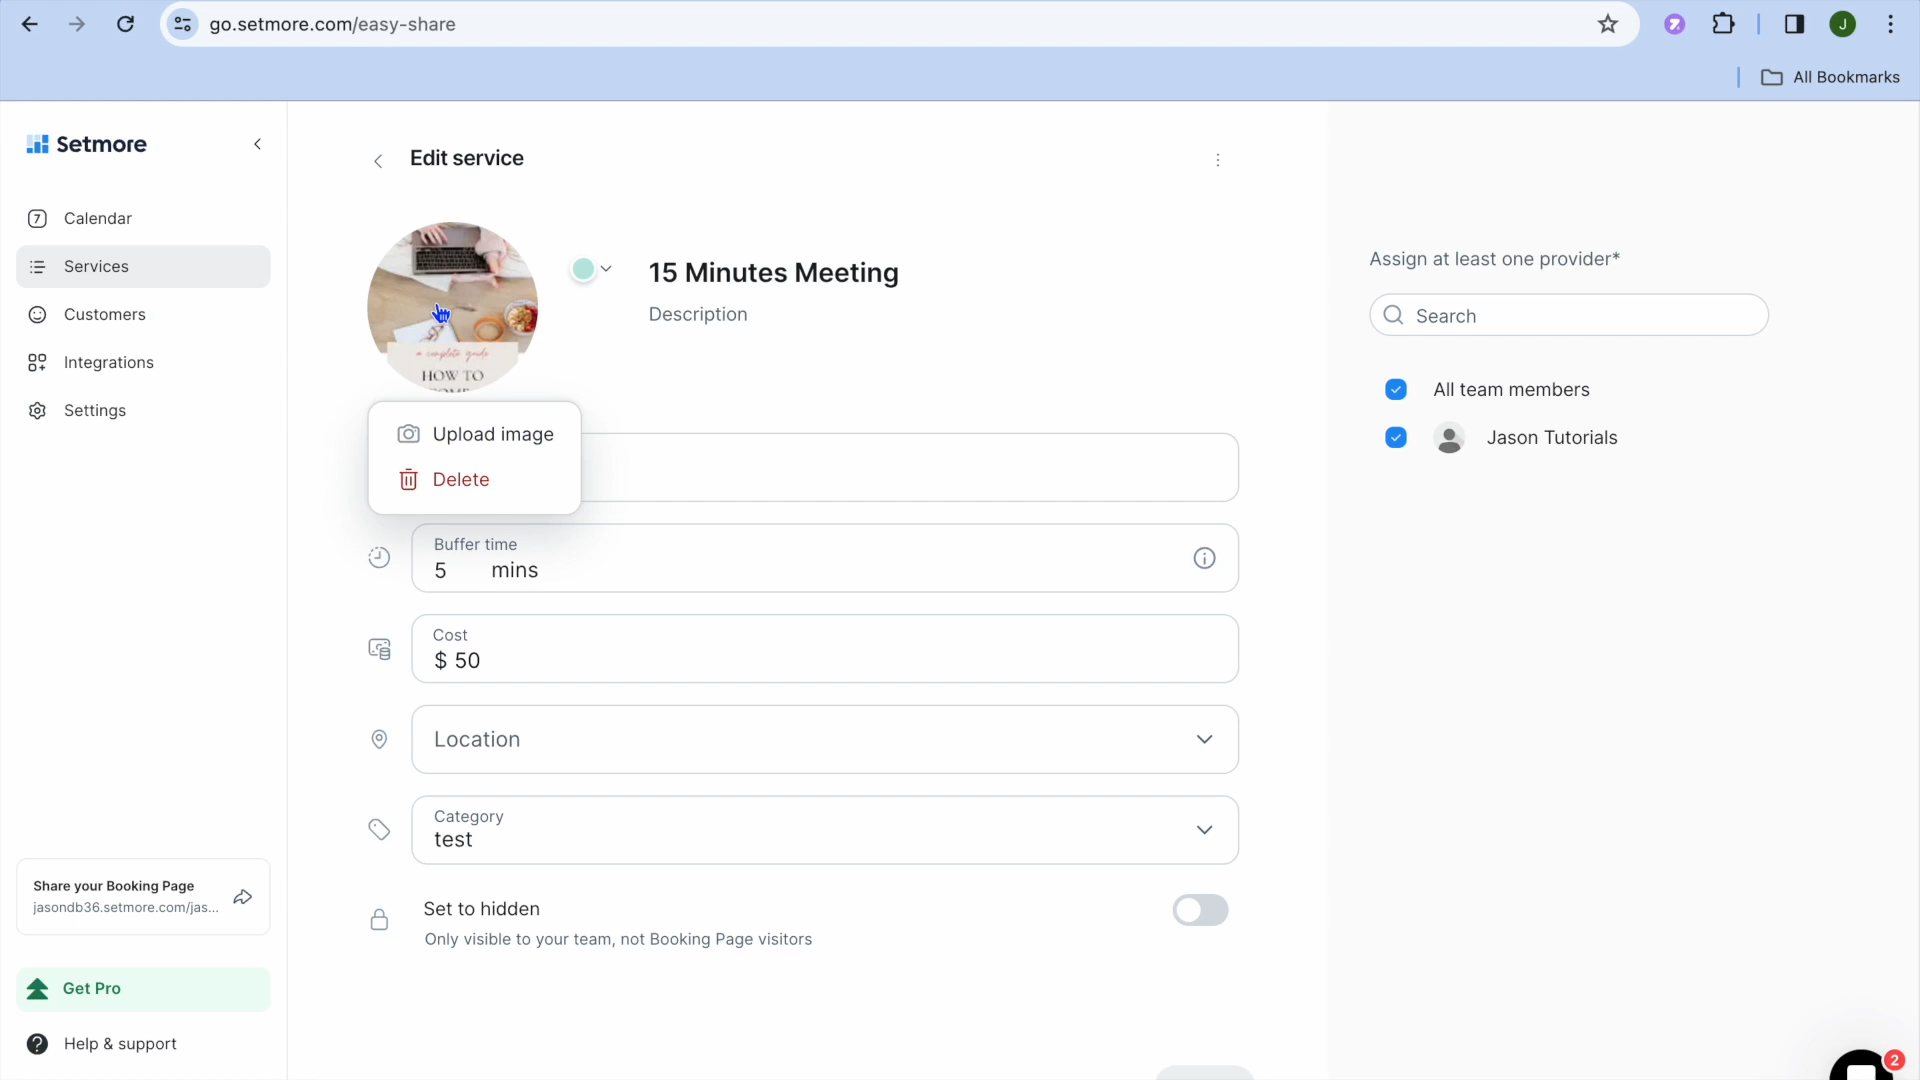 go.setmore.com/easy-share
J
All Bookmarks
Setmore
Edit service
7 Calendar
Services
Customers
Integrations
Settings
a complete guide
HOW TO
15 Minutes Meeting
Description
Upload image
Delete
Buffer time
5 mins
Cost
$ 50
Location
Category
test
Set to hidden
Only visible to your team, not Booking Page visitors
Assign at least one provider*
Search
All team members
Jason Tutorials
Share your Booking Page
jasondb36.setmore.com/jas...
Get Pro
Help & support
2